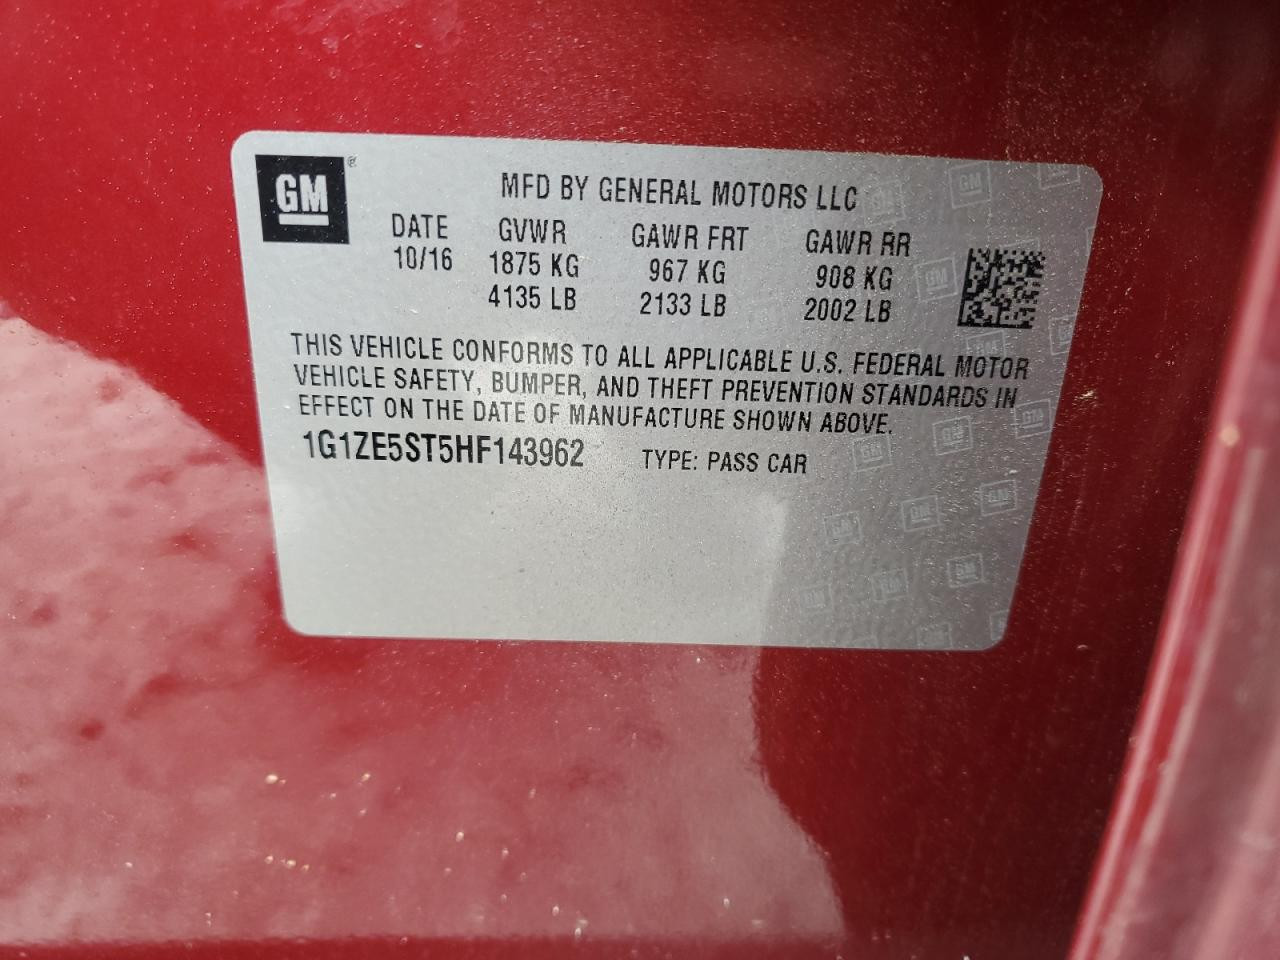 GM ®
MFD BY GENERAL MOTORS LLC
DATE GVWR GAWR FRT GAWR RR
10/16 1875 KG 967 KG 908 KG
4135 LB 2133 LB 2002 LB
THIS VEHICLE CONFORMS TO ALL APPLICABLE U.S. FEDERAL MOTOR
VEHICLE SAFETY, BUMPER, AND THEFT PREVENTION STANDARDS IN
EFFECT ON THE DATE OF MANUFACTURE SHOWN ABOVE.
1G1ZE5ST5HF143962 TYPE: PASS CAR